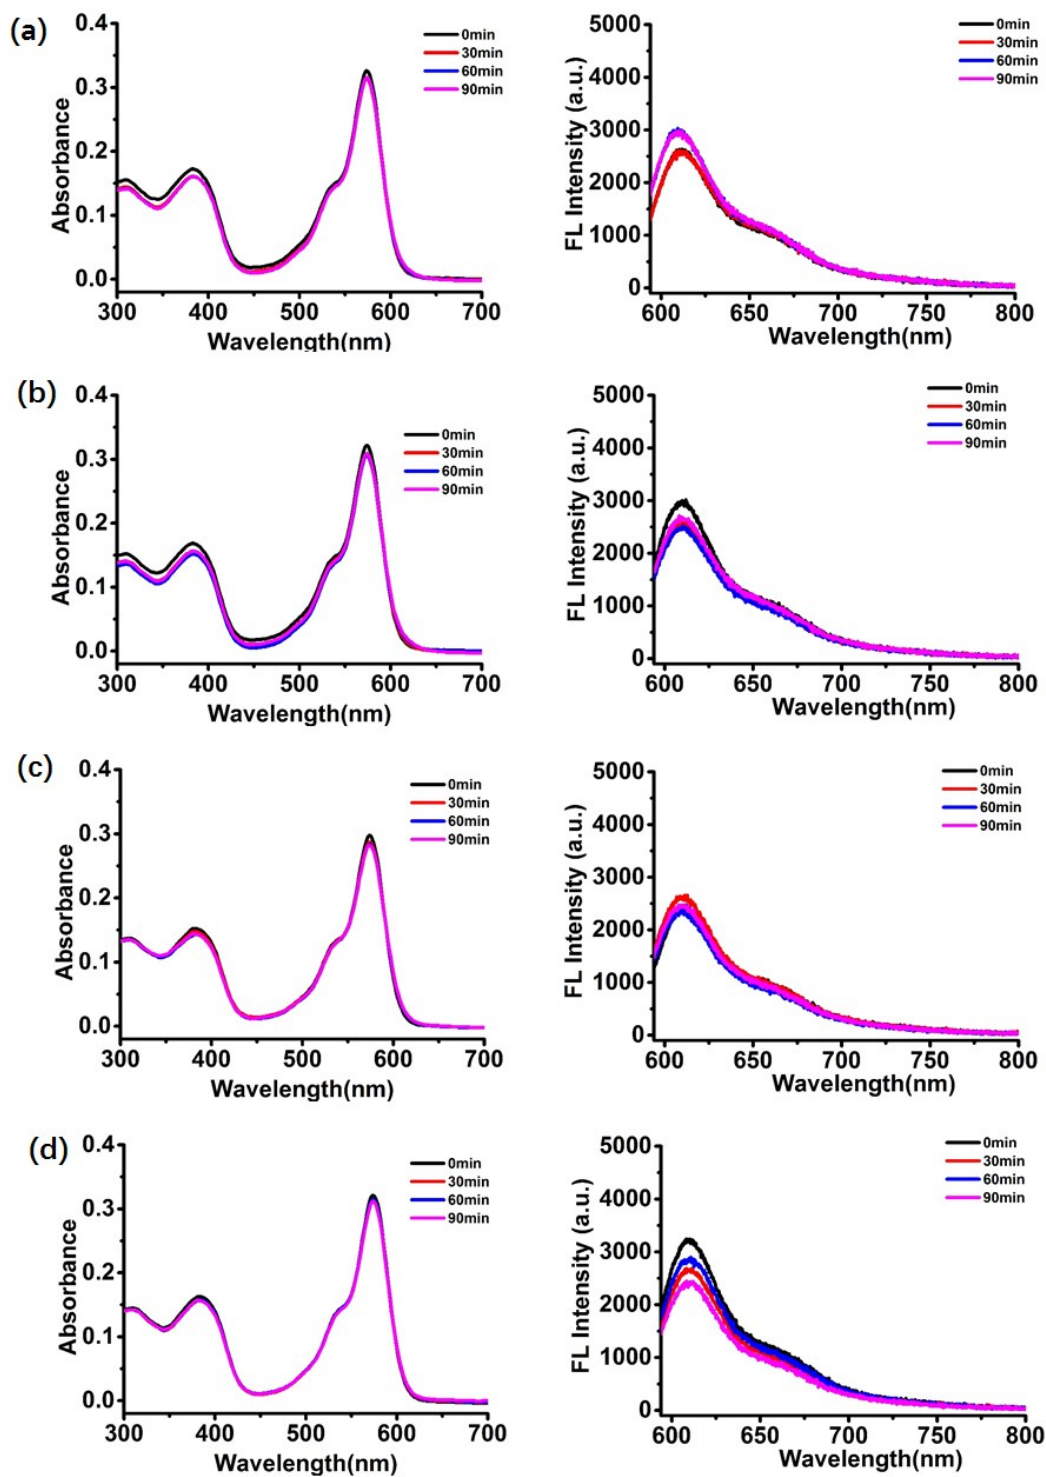 (a)
0.4
0.3
0.2
0.1
0.0
Absorbance
0min
30min
60min
90min
300 400 500 600 700
Wavelength(nm)
5000
4000
3000
2000
1000
0
FL Intensity (a.u.)
0min
30min
60min
90min
600 650 700 750 800
Wavelength(nm)
(b)
0.4
0.3
0.2
0.1
0.0
Absorbance
0min
30min
60min
90min
300 400 500 600 700
Wavelength(nm)
5000
4000
3000
2000
1000
0
FL Intensity (a.u.)
0min
30min
60min
90min
600 650 700 750 800
Wavelength(nm)
(c)
0.4
0.3
0.2
0.1
0.0
Absorbance
0min
30min
60min
90min
300 400 500 600 700
Wavelength(nm)
5000
4000
3000
2000
1000
0
FL Intensity (a.u.)
0min
30min
60min
90min
600 650 700 750 800
Wavelength(nm)
(d)
0.4
0.3
0.2
0.1
0.0
Absorbance
0min
30min
60min
90min
300 400 500 600 700
Wavelength(nm)
5000
4000
3000
2000
1000
0
FL Intensity (a.u.)
0min
30min
60min
90min
600 650 700 750 800
Wavelength(nm)